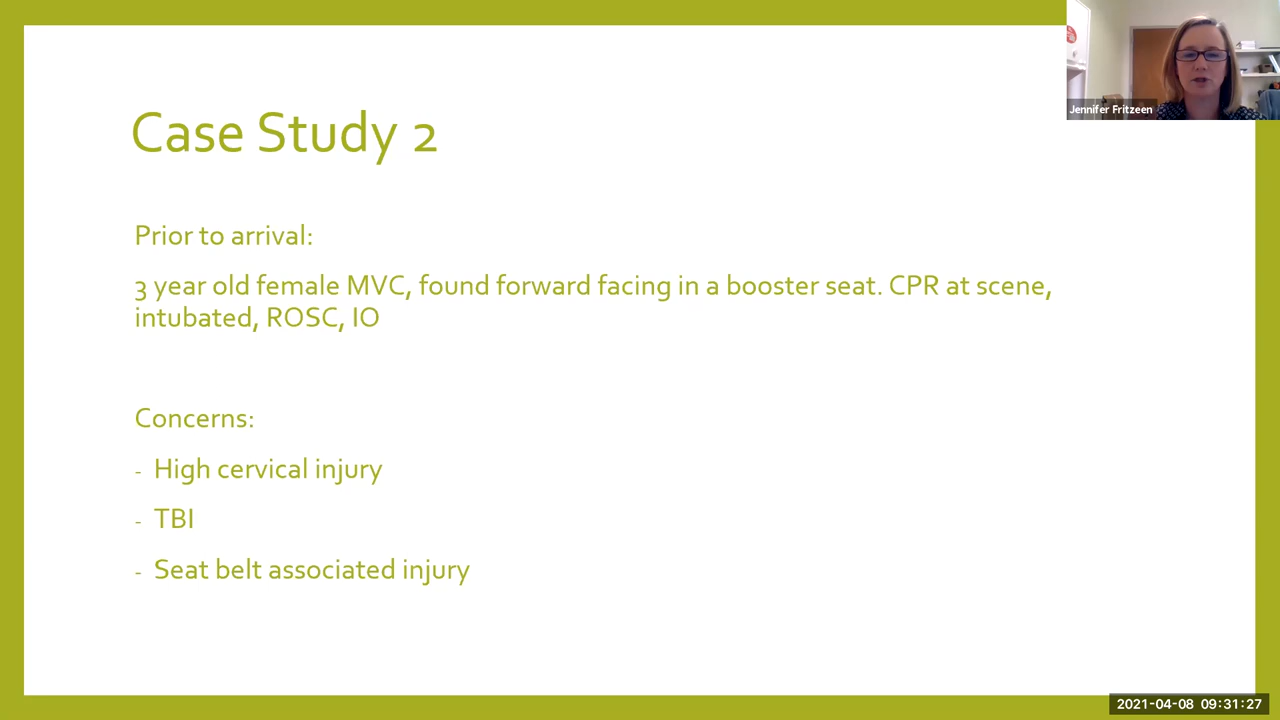 Jennifer Fritzeen
Case Study 2
Prior to arrival:
3 year old female MVC, found forward facing in a booster seat. CPR at scene,
intubated, ROSC, IO
Concerns:
- High cervical injury
- TBI
- Seat belt associated injury
2021-04-08 09:31:27